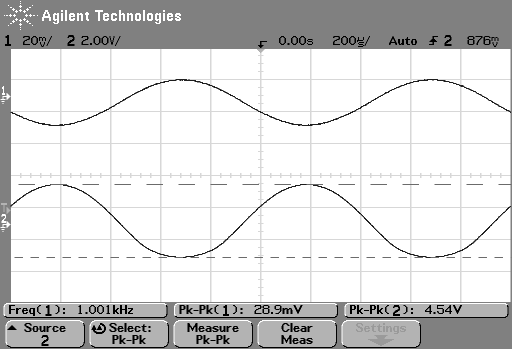 Agilent Technologies
1 20mV/ 2 2.00V/ 0.00s 200µs/ Auto 2 876mV
1
2
Freq(1): 1.001kHz Pk-Pk(1): 28.9mV Pk-Pk(2): 4.54V
Source Select: Measure Clear Settings
2 Pk-Pk Pk-Pk Meas